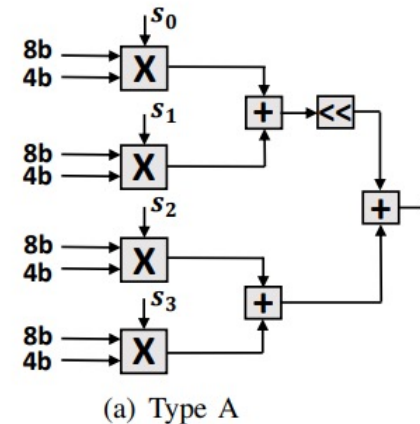 s₀
8b
4b
X
s₁
8b
4b
X
+
<<
s₂
8b
4b
X
+
s₃
8b
4b
X
+
(a) Type A